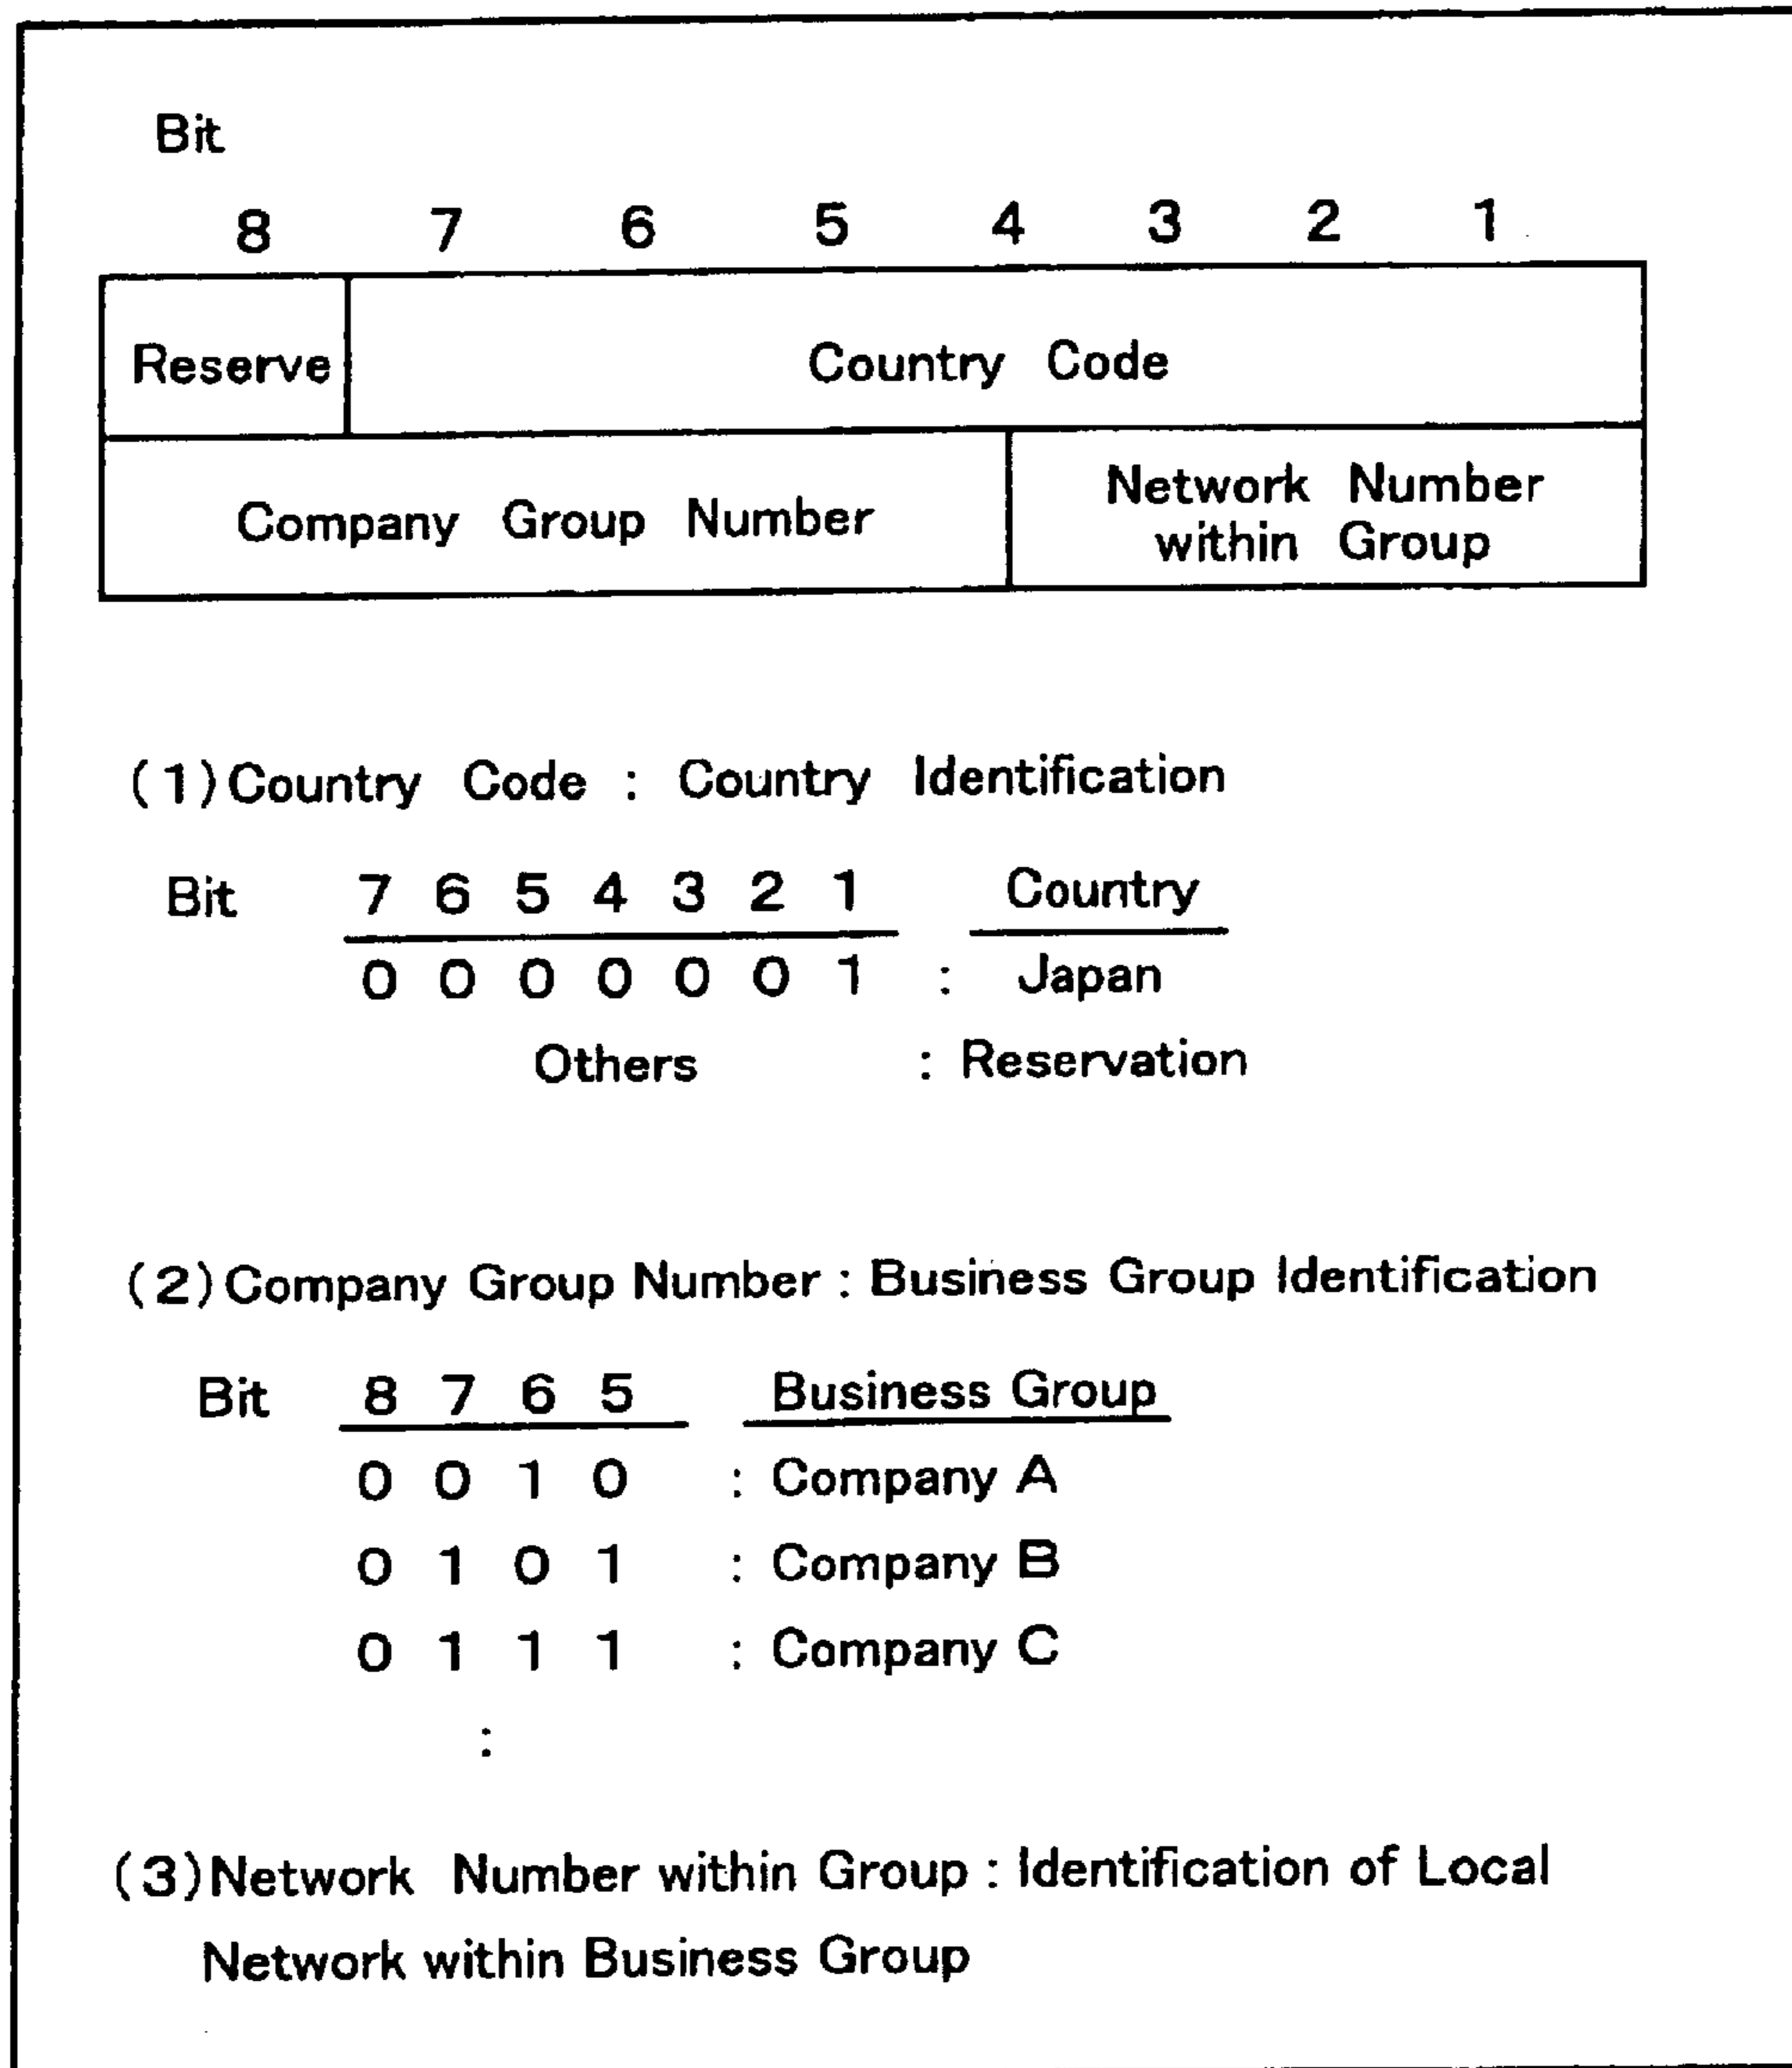 Bit
8 7 6 5 4 3 2 1
Reserve Country Code
Company Group Number Network Number
within Group
(1) Country Code : Country Identification
Bit 7 6 5 4 3 2 1 Country
0 0 0 0 0 0 1 : Japan
Others : Reservation
(2) Company Group Number : Business Group Identification
Bit 8 7 6 5 Business Group
0 0 1 0 : Company A
0 1 0 1 : Company B
0 1 1 1 : Company C
:
(3) Network Number within Group : Identification of Local
Network within Business Group